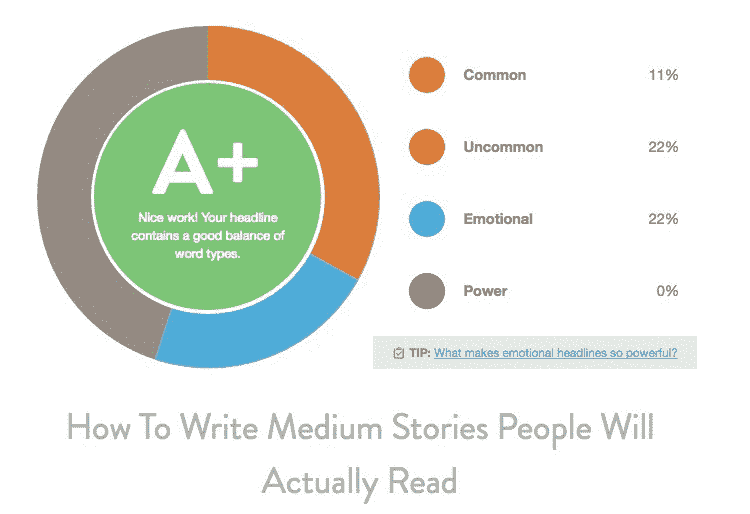 A+
Nice work! Your headline
contains a good balance of
word types.
Common 11%
Uncommon 22%
Emotional 22%
Power 0%
TIP: What makes emotional headlines so powerful?
How To Write Medium Stories People Will
Actually Read